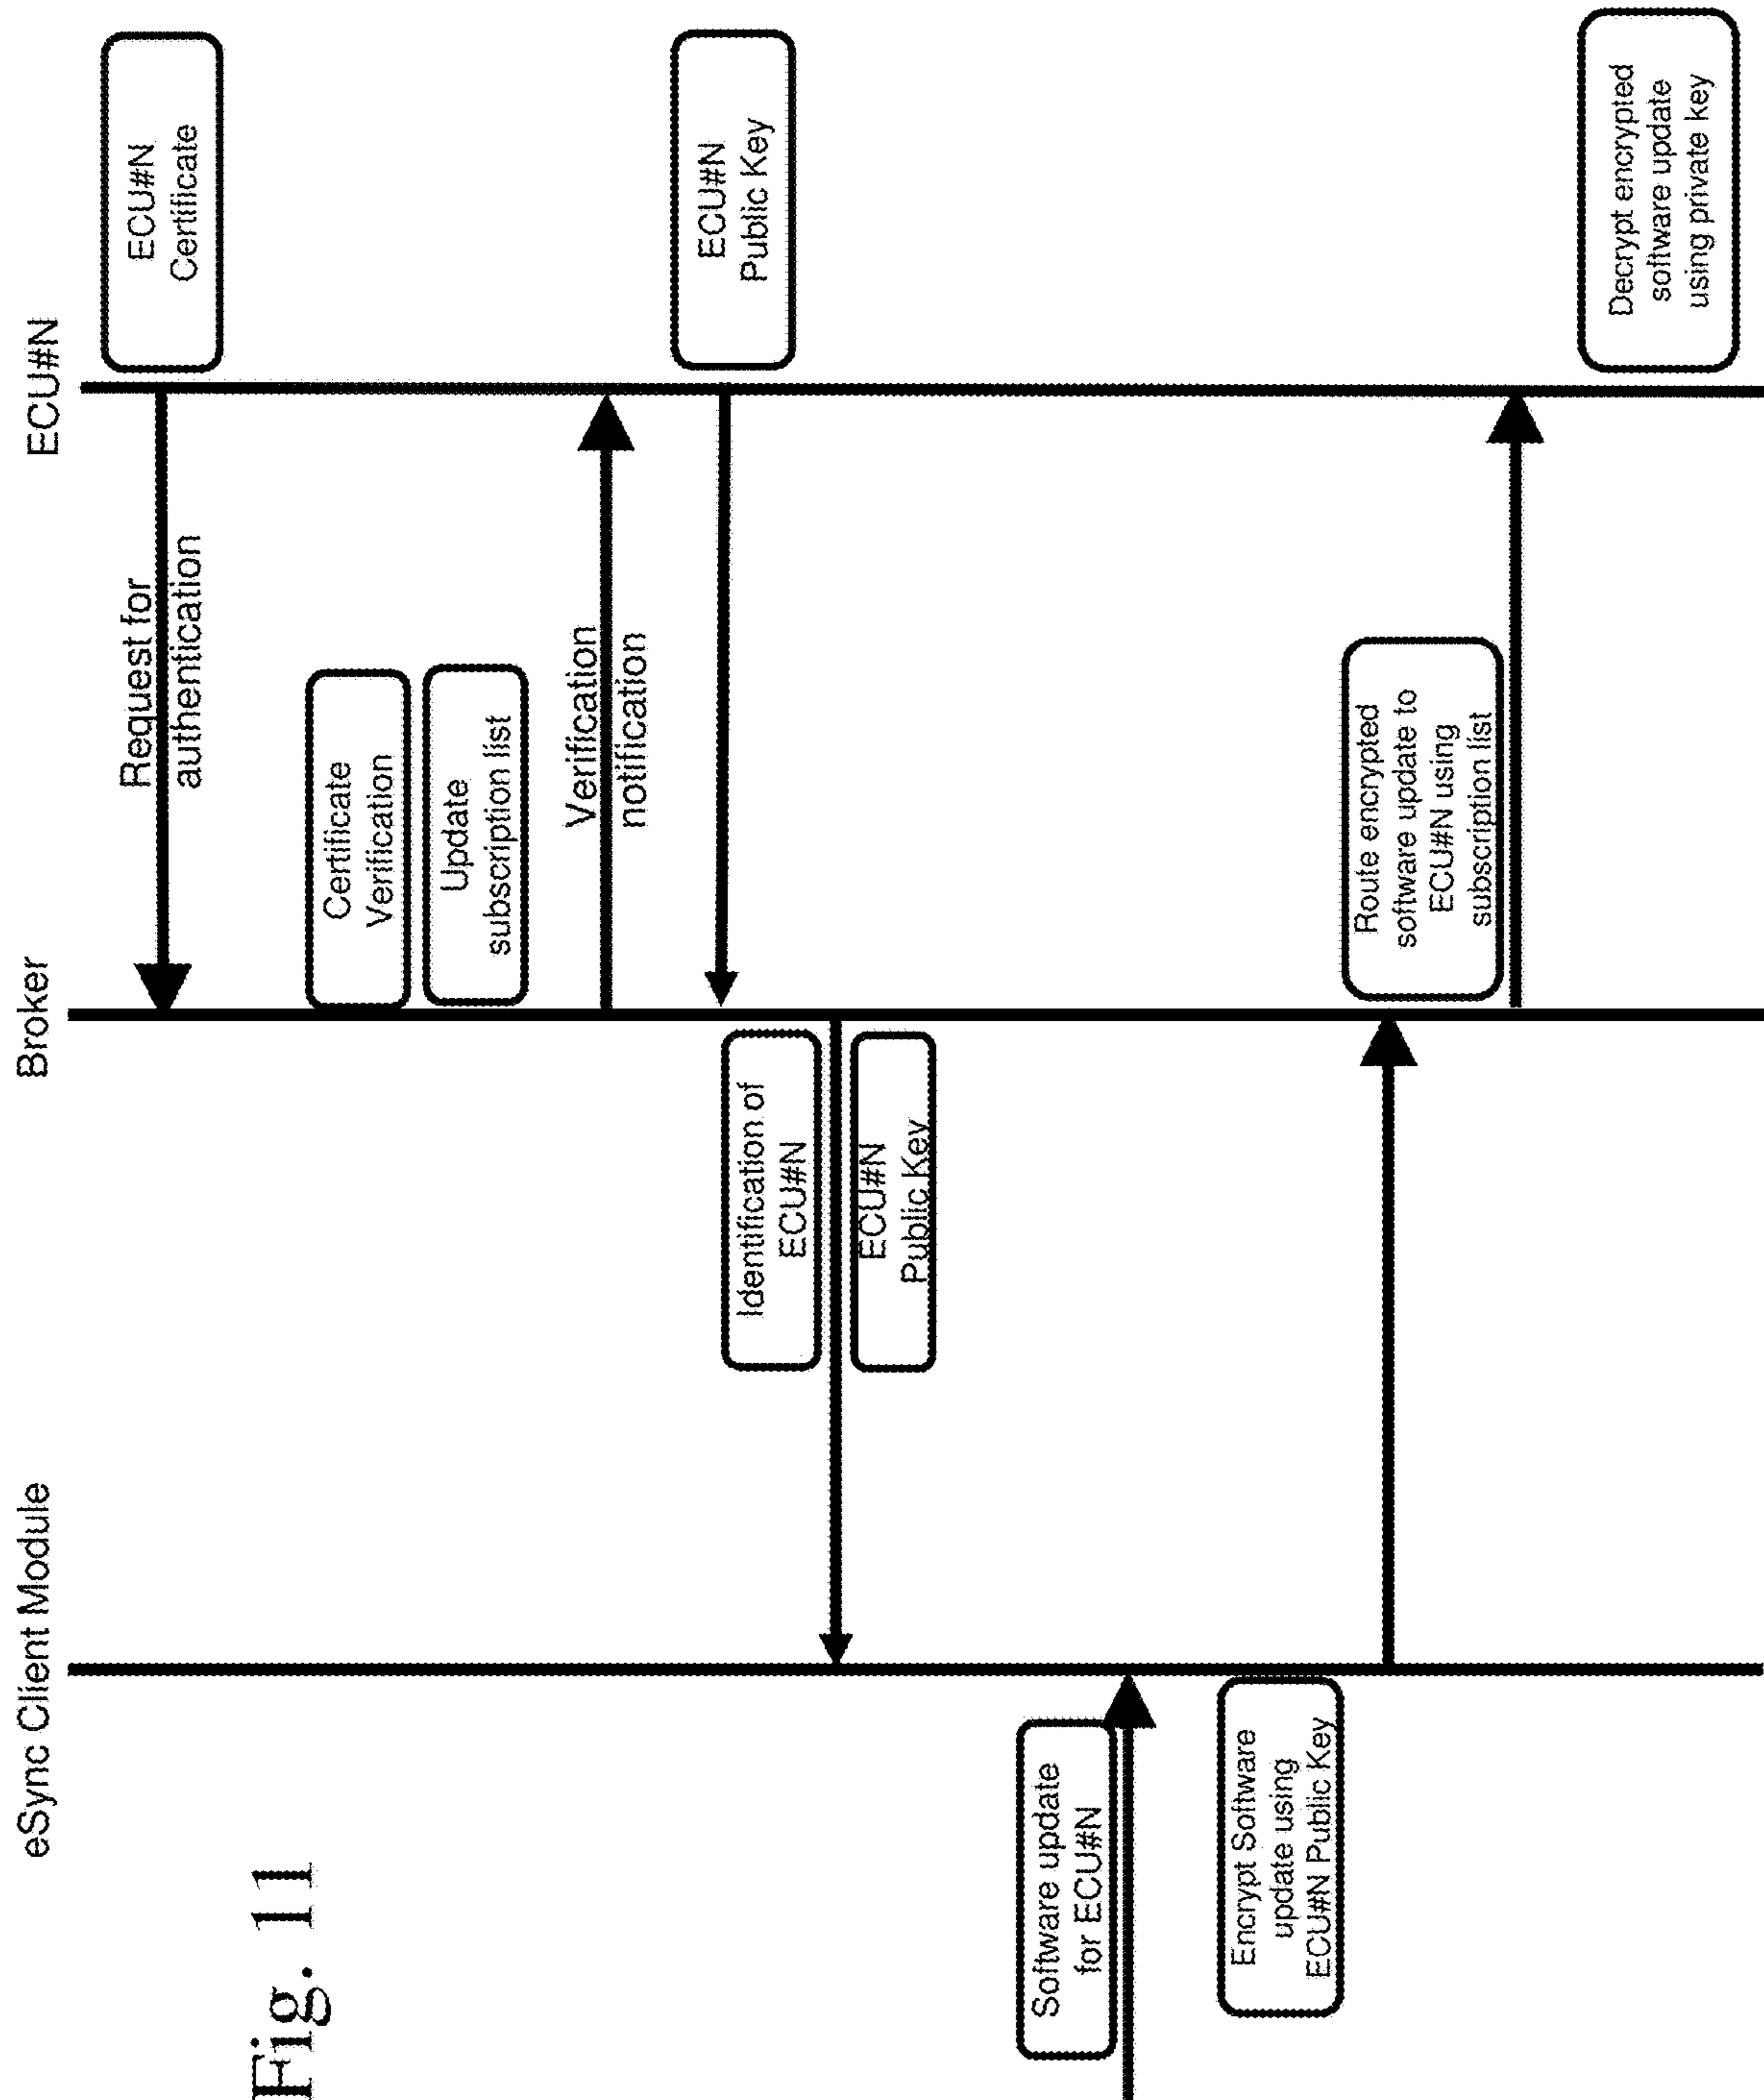 Fig. 11
eSync Client Module
Broker
ECU#N
ECU#N
Certificate
Request for
authentication
Certificate
Verification
Update
subscription list
Verification
notification
ECU#N
Public Key
Identification of
ECU#N
ECU#N
Public Key
Software update
for ECU#N
Encrypt Software
update using
ECU#N Public Key
Route encrypted
software update to
ECU#N using
subscription list
Decrypt encrypted
software update
using private key